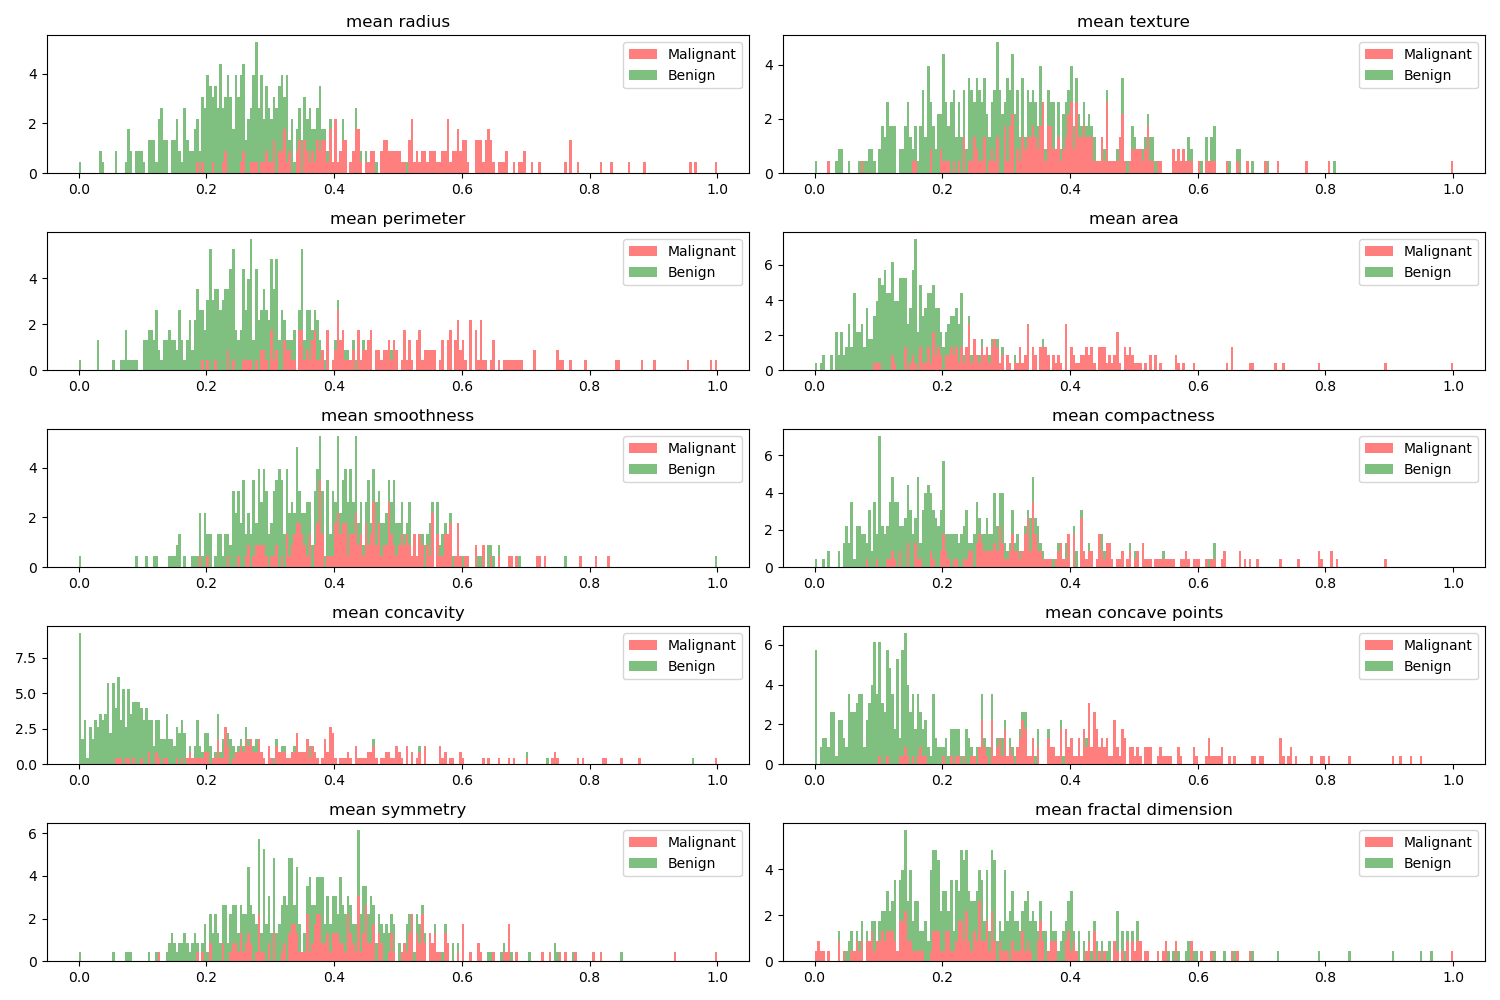 mean radius
mean texture
Malignant
Benign
Malignant
Benign
4
2
0
0.0 0.2 0.4 0.6 0.8 1.0
4
2
0
0.0 0.2 0.4 0.6 0.8 1.0
mean perimeter
mean area
Malignant
Benign
Malignant
Benign
4
2
0
0.0 0.2 0.4 0.6 0.8 1.0
6
4
2
0
0.0 0.2 0.4 0.6 0.8 1.0
mean smoothness
mean compactness
Malignant
Benign
Malignant
Benign
4
2
0
0.0 0.2 0.4 0.6 0.8 1.0
6
4
2
0
0.0 0.2 0.4 0.6 0.8 1.0
mean concavity
mean concave points
Malignant
Benign
Malignant
Benign
7.5
5.0
2.5
0.0
0.0 0.2 0.4 0.6 0.8 1.0
6
4
2
0
0.0 0.2 0.4 0.6 0.8 1.0
mean symmetry
mean fractal dimension
Malignant
Benign
Malignant
Benign
6
4
2
0
0.0 0.2 0.4 0.6 0.8 1.0
4
2
0
0.0 0.2 0.4 0.6 0.8 1.0